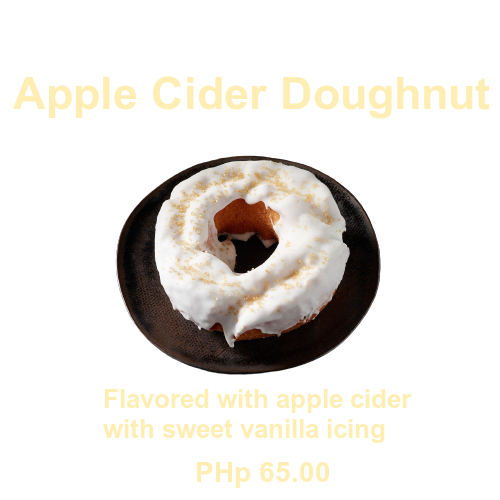 Apple Cider Doughnut
Flavored with apple cider
with sweet vanilla icing
PHp 65.00